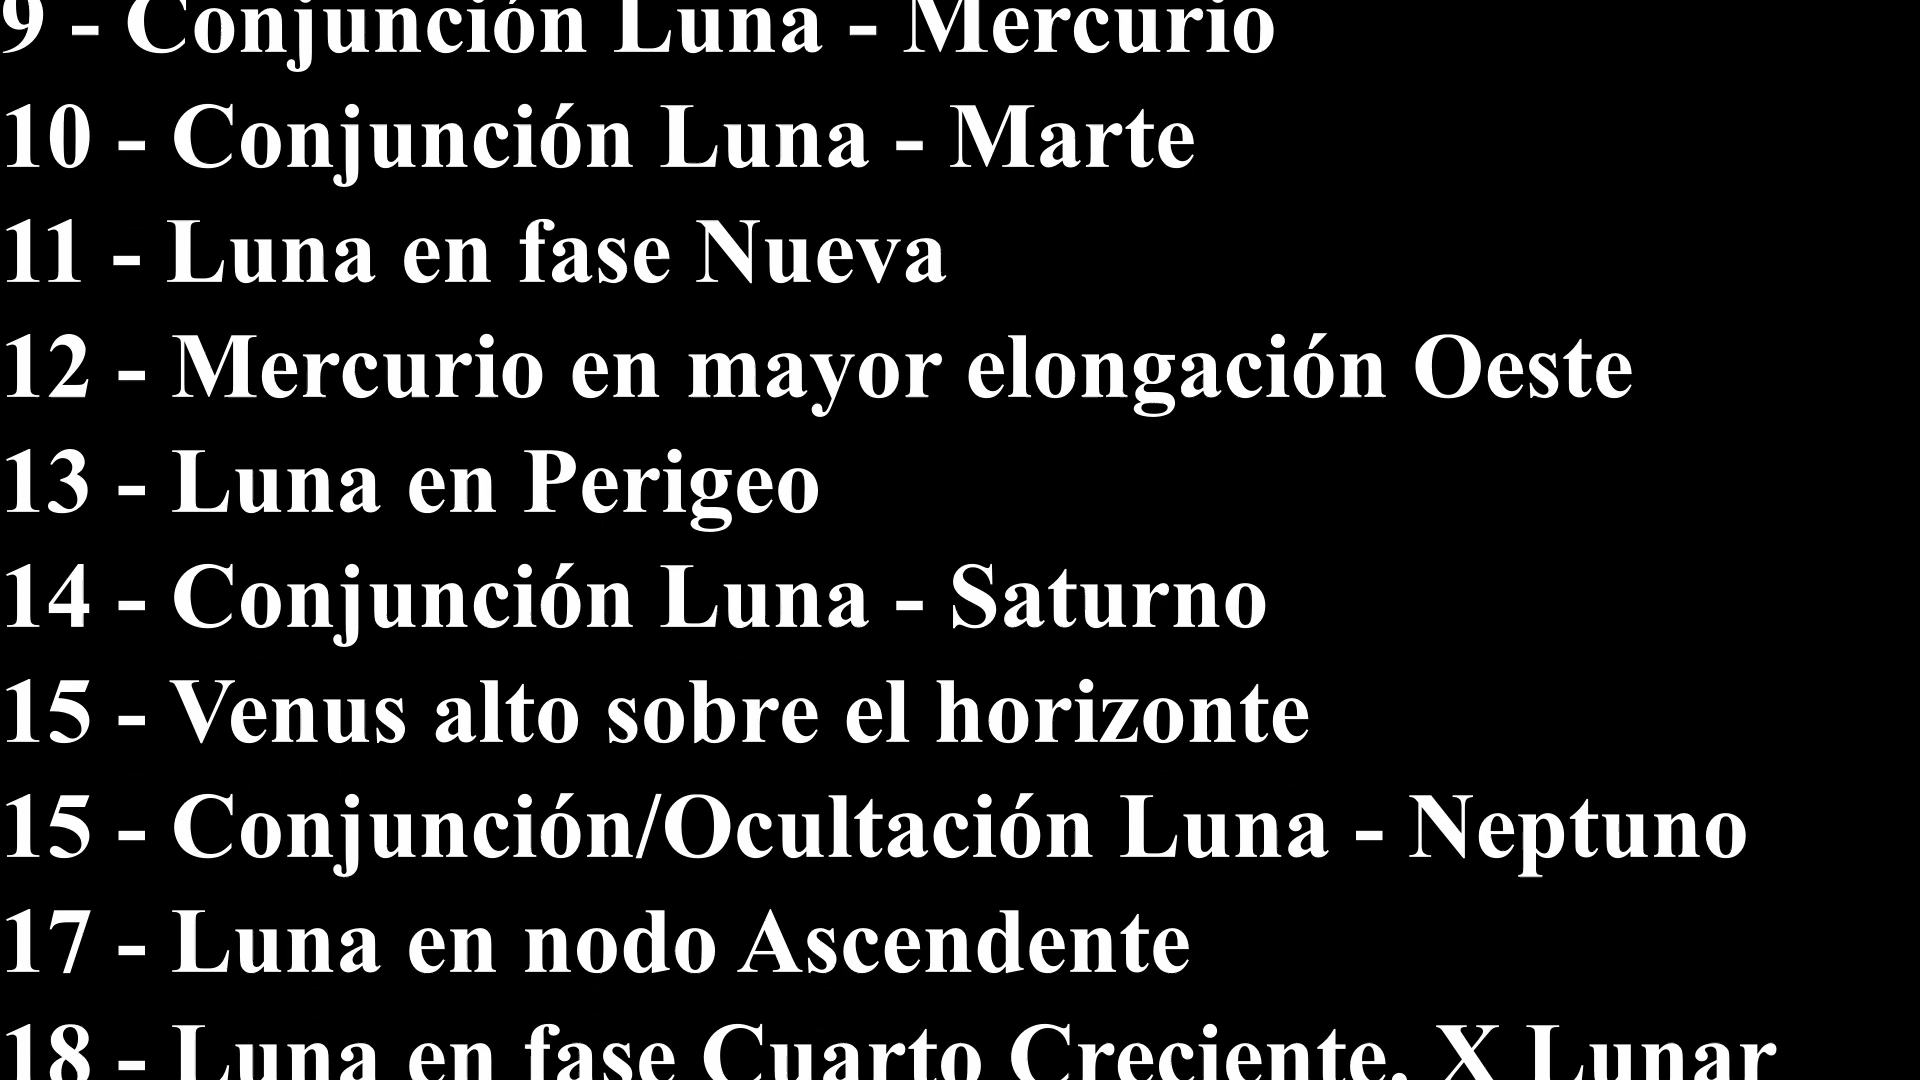 9 - Conjunción Luna - Mercurio
10 - Conjunción Luna - Marte
11 - Luna en fase Nueva
12 - Mercurio en mayor elongación Oeste
13 - Luna en Perigeo
14 - Conjunción Luna - Saturno
15 - Venus alto sobre el horizonte
15 - Conjunción/Ocultación Luna - Neptuno
17 - Luna en nodo Ascendente
18 - Luna en fase Cuarto Creciente. X Lunar